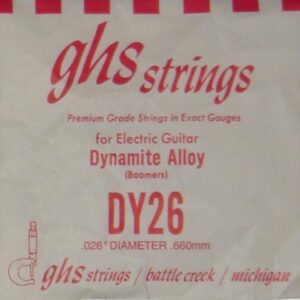 ghs strings
Premium Grade Strings in Exact Gauges
for Electric Guitar
Dynamite Alloy
(Boomers)
DY26
.026" DIAMETER .660mm
ghs strings / battle creek / michigan